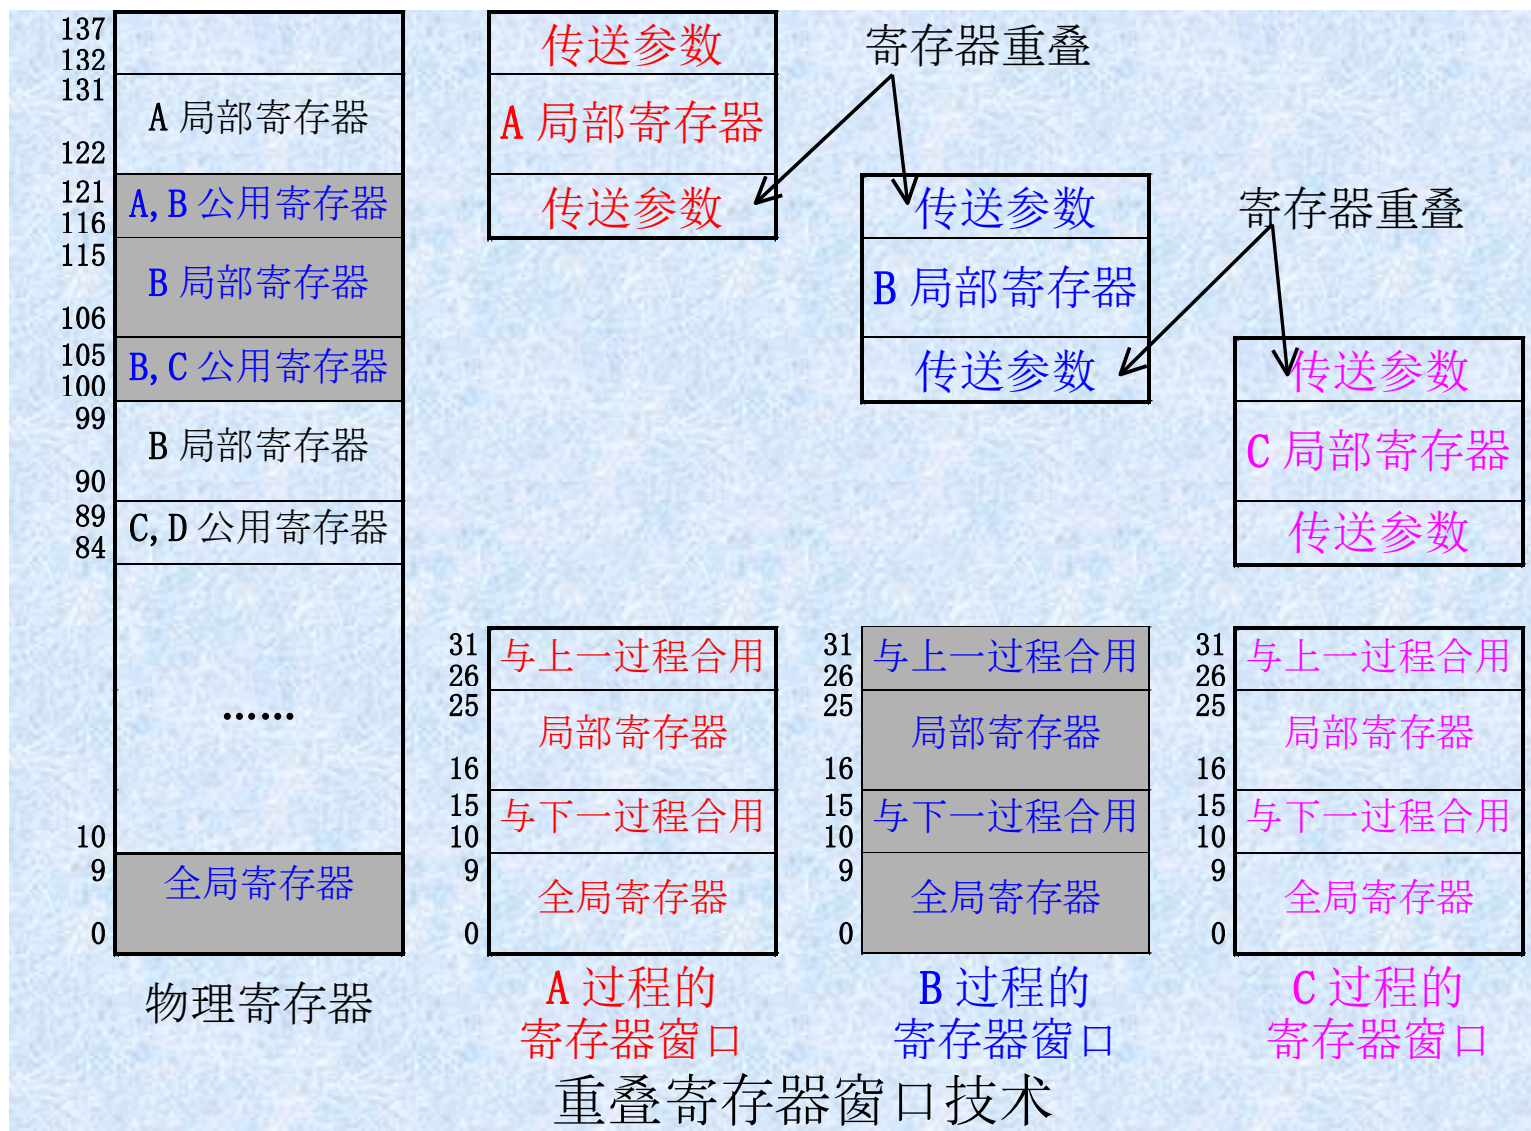 137
132
131
A 局部寄存器
122
121
A,B 公用寄存器
116
115
B 局部寄存器
106
105
B,C 公用寄存器
100
99
B 局部寄存器
90
89
C,D 公用寄存器
84
……
10
9
全局寄存器
0
物理寄存器
传送参数
A 局部寄存器
传送参数
寄存器重叠
传送参数
B 局部寄存器
传送参数
寄存器重叠
传送参数
C 局部寄存器
传送参数
31
与上一过程合用
26
25
局部寄存器
16
15
与下一过程合用
10
9
全局寄存器
0
A 过程的
寄存器窗口
31
与上一过程合用
26
25
局部寄存器
16
15
与下一过程合用
10
9
全局寄存器
0
B 过程的
寄存器窗口
31
与上一过程合用
26
25
局部寄存器
16
15
与下一过程合用
10
9
全局寄存器
0
C 过程的
寄存器窗口
重叠寄存器窗口技术